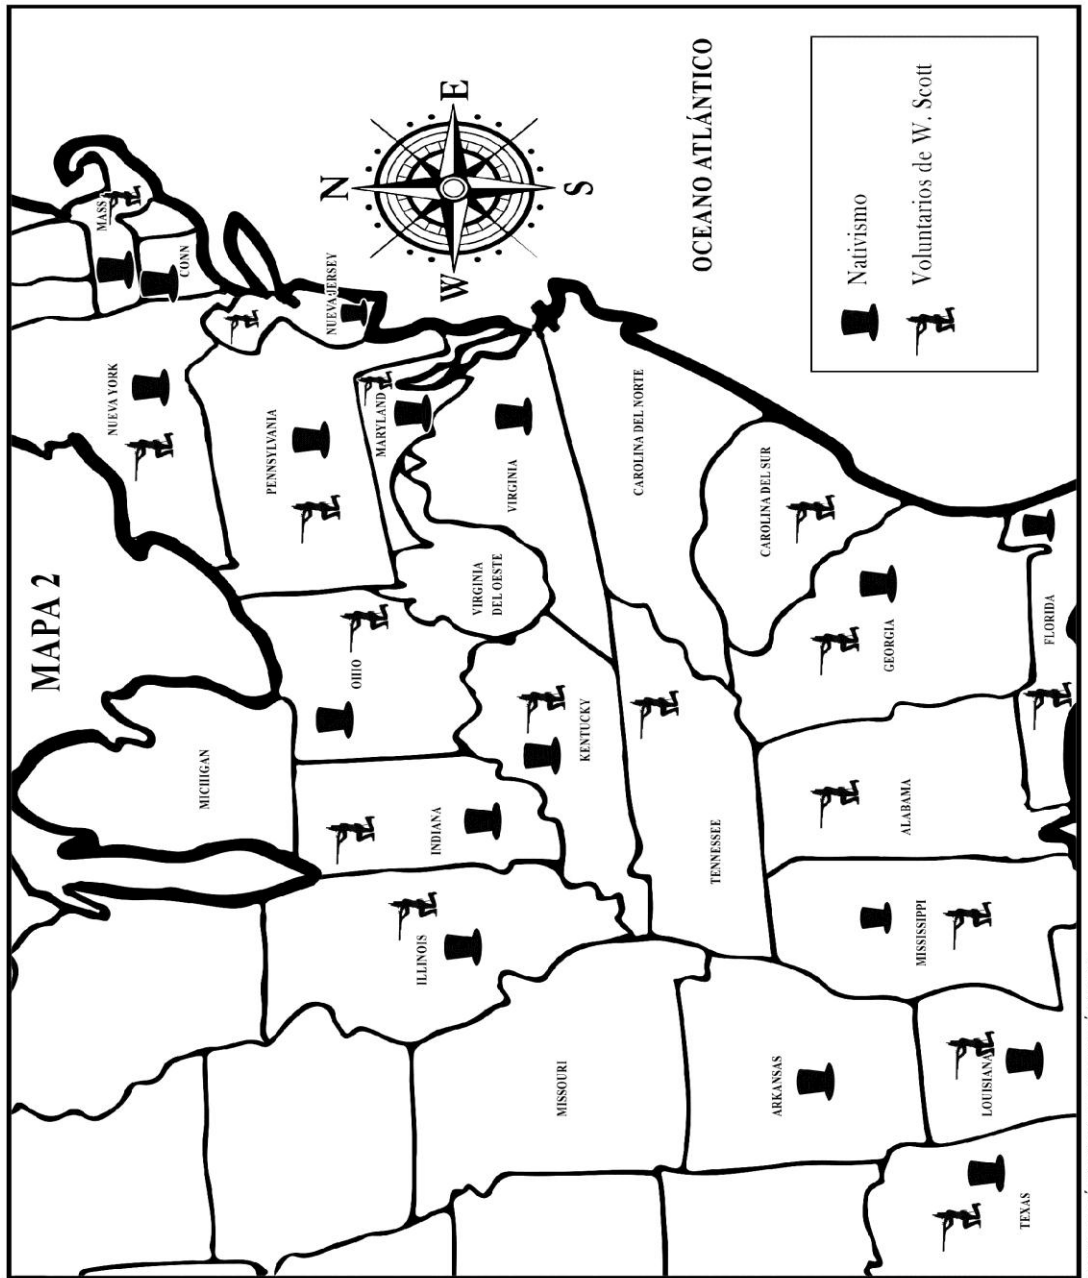 MAPA 2
MASS
CONN
NUEVA YORK
NUEVA JERSEY
PENNSYLVANIA
MARYLAND
VIRGINIA
VIRGINIA
DEL OESTE
CAROLINA DEL NORTE
CAROLINA DEL SUR
GEORGIA
FLORIDA
OHIO
MICHIGAN
INDIANA
KENTUCKY
TENNESSEE
ALABAMA
ILLINOIS
MISSISSIPPI
MISSOURI
ARKANSAS
LOUISIANA
TEXAS
N
E
S
W
OCEANO ATLÁNTICO
Nativismo
Voluntarios de W. Scott